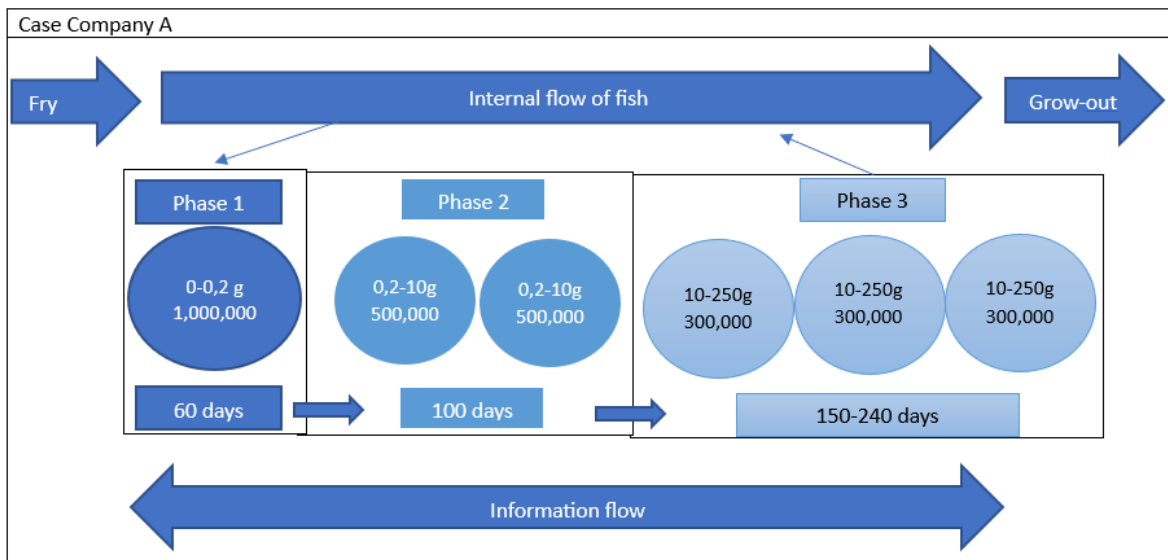 Case Company A
Fry
Internal flow of fish
Grow-out
Phase 1
Phase 2
Phase 3
0-0,2 g
1,000,000
0,2-10g
500,000
0,2-10g
500,000
10-250g
300,000
10-250g
300,000
10-250g
300,000
60 days
100 days
150-240 days
Information flow